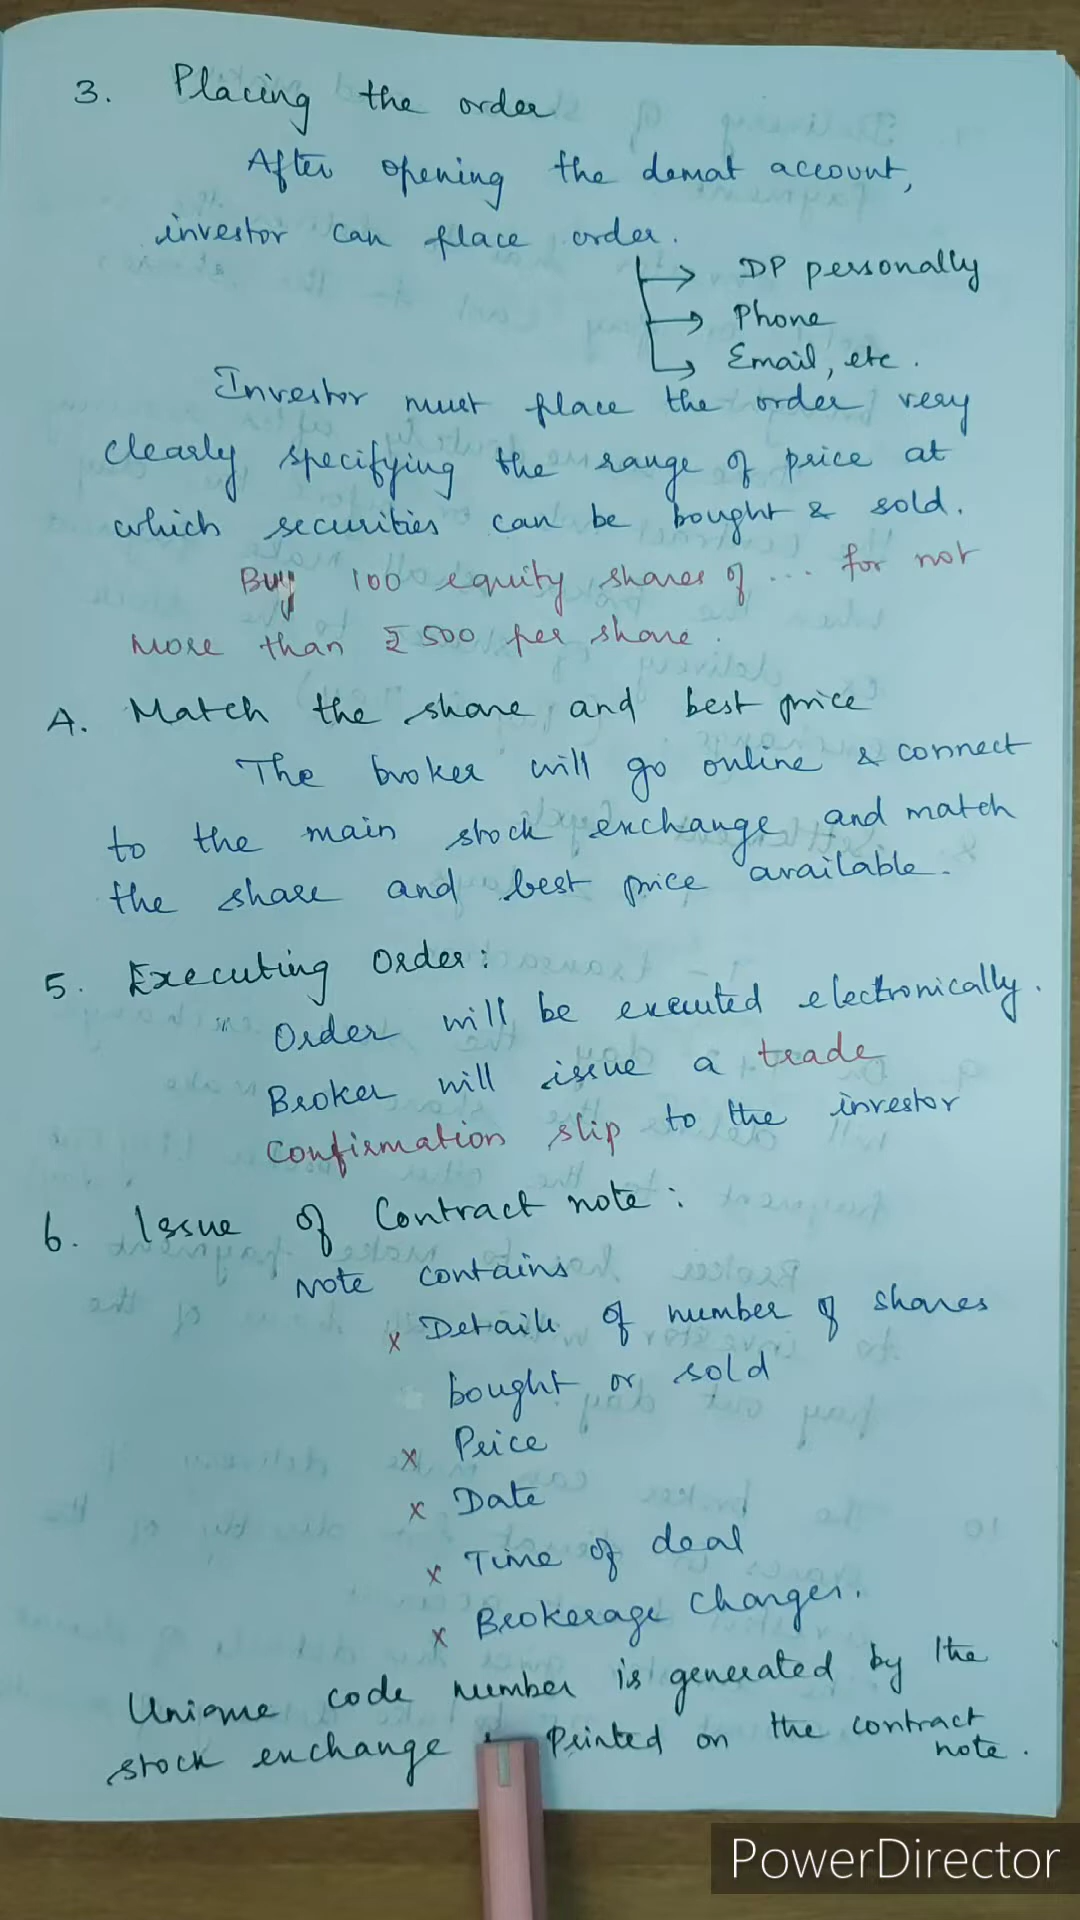 3. Placing the order
After opening the demat account,
investor can place order.
DP personally
Phone
Email, etc.
Investor must place the order very
clearly specifying the range of price at
which securities can be bought & sold.
Buy 100 equity shares of ... for not
more than ₹500 per share.
4. Match the share and best price
The broker will go online & connect
to the main stock exchange and match
the share and best price available.
5. Executing Order:
Order will be executed electronically.
Broker will issue a trade
Confirmation slip to the investor
6. Issue of Contract note:
Note contains
x Details of number of shares
bought or sold
x Price
x Date
x Time of deal
x Brokerage charges.
Unique code number is generated by the
stock exchange Printed on the contract
note.
PowerDirector